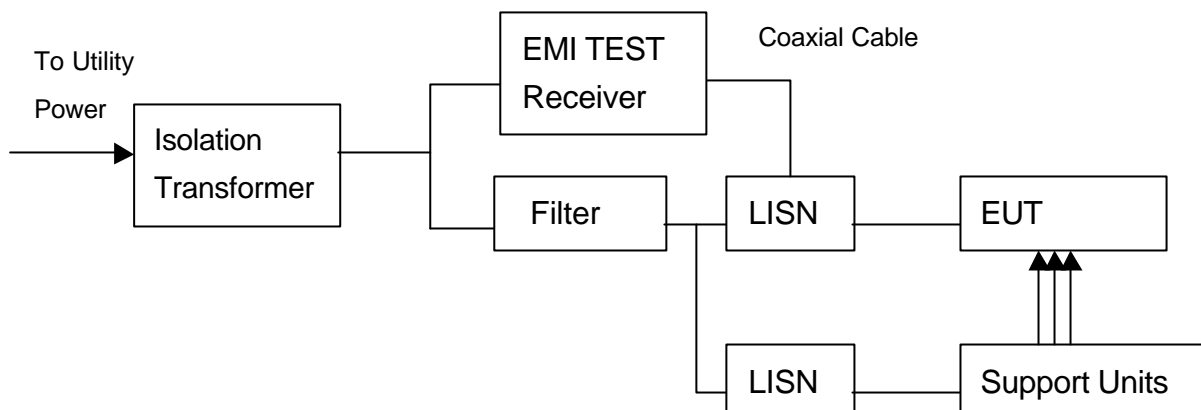 To Utility
Power
Isolation
Transformer
EMI TEST
Receiver
Coaxial Cable
Filter
LISN
EUT
LISN
Support Units